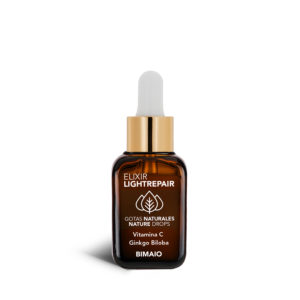 ELIXIR
LIGHTREPAIR
GOTAS NATURALES
NATURE DROPS
Vitamina C
Ginkgo Biloba
BIMAIO